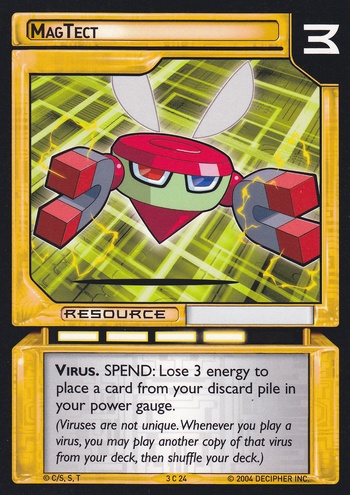 MAGTECT
3
RESOURCE
VIRUS. SPEND: Lose 3 energy to
place a card from your discard pile in
your power gauge.
(Viruses are not unique. Whenever you play a
virus, you may play another copy of that virus
from your deck, then shuffle your deck.)
© C/S, S, T 3 C 24 © 2004 DECIPHER INC.